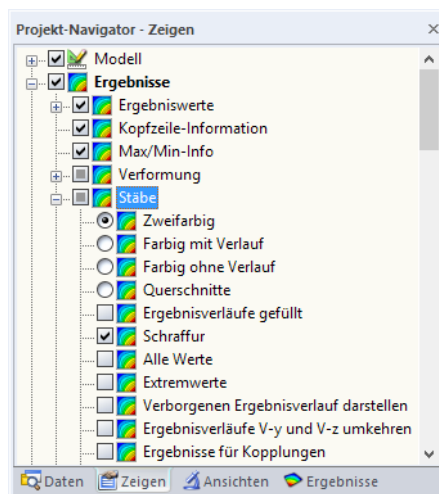 Projekt-Navigator - Zeigen
Modell
Ergebnisse
Ergebniswerte
Kopfzeile-Information
Max/Min-Info
Verformung
Stäbe
Zweifarbig
Farbig mit Verlauf
Farbig ohne Verlauf
Querschnitte
Ergebnisverläufe gefüllt
Schraffur
Alle Werte
Extremwerte
Verborgenen Ergebnisverlauf darstellen
Ergebnisverläufe V-y und V-z umkehren
Ergebnisse für Kopplungen
Daten Zeigen Ansichten Ergebnisse